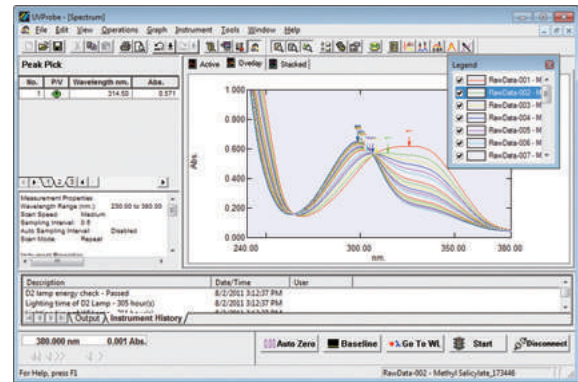 UVProbe - [Spectrum]
File Edit View Operations Graph Instrument Tools Window Help
Peak Pick
No. P/V Wavelength nm. Abs.
1 314.50 0.571
Measurement Properties
Wavelength Range (nm.): 230.00 to 380.00
Scan Speed: Medium
Sampling Interval: 0.5
Auto Sampling Interval: Disabled
Scan Mode: Repeat
Active Overlay Stacked
Legend
RawData-001 - M
RawData-002 - M
RawData-003 - M
RawData-004 - M
RawData-005 - M
RawData-006 - M
RawData-007 - M
1.000
0.800
0.600
0.400
0.200
0.000
Abs.
240.00 300.00 350.00 380.00
nm.
Description Date/Time User
D2 lamp energy check - Passed 8/2/2011 3:12:37 PM
Lighting time of D2 Lamp - 305 hour(s) 8/2/2011 3:12:37 PM
Output Instrument History
380.000 nm 0.001 Abs.
Auto Zero Baseline Go To WL Start Disconnect
For Help, press F1 RawData-002 - Methyl Salicylate_173446